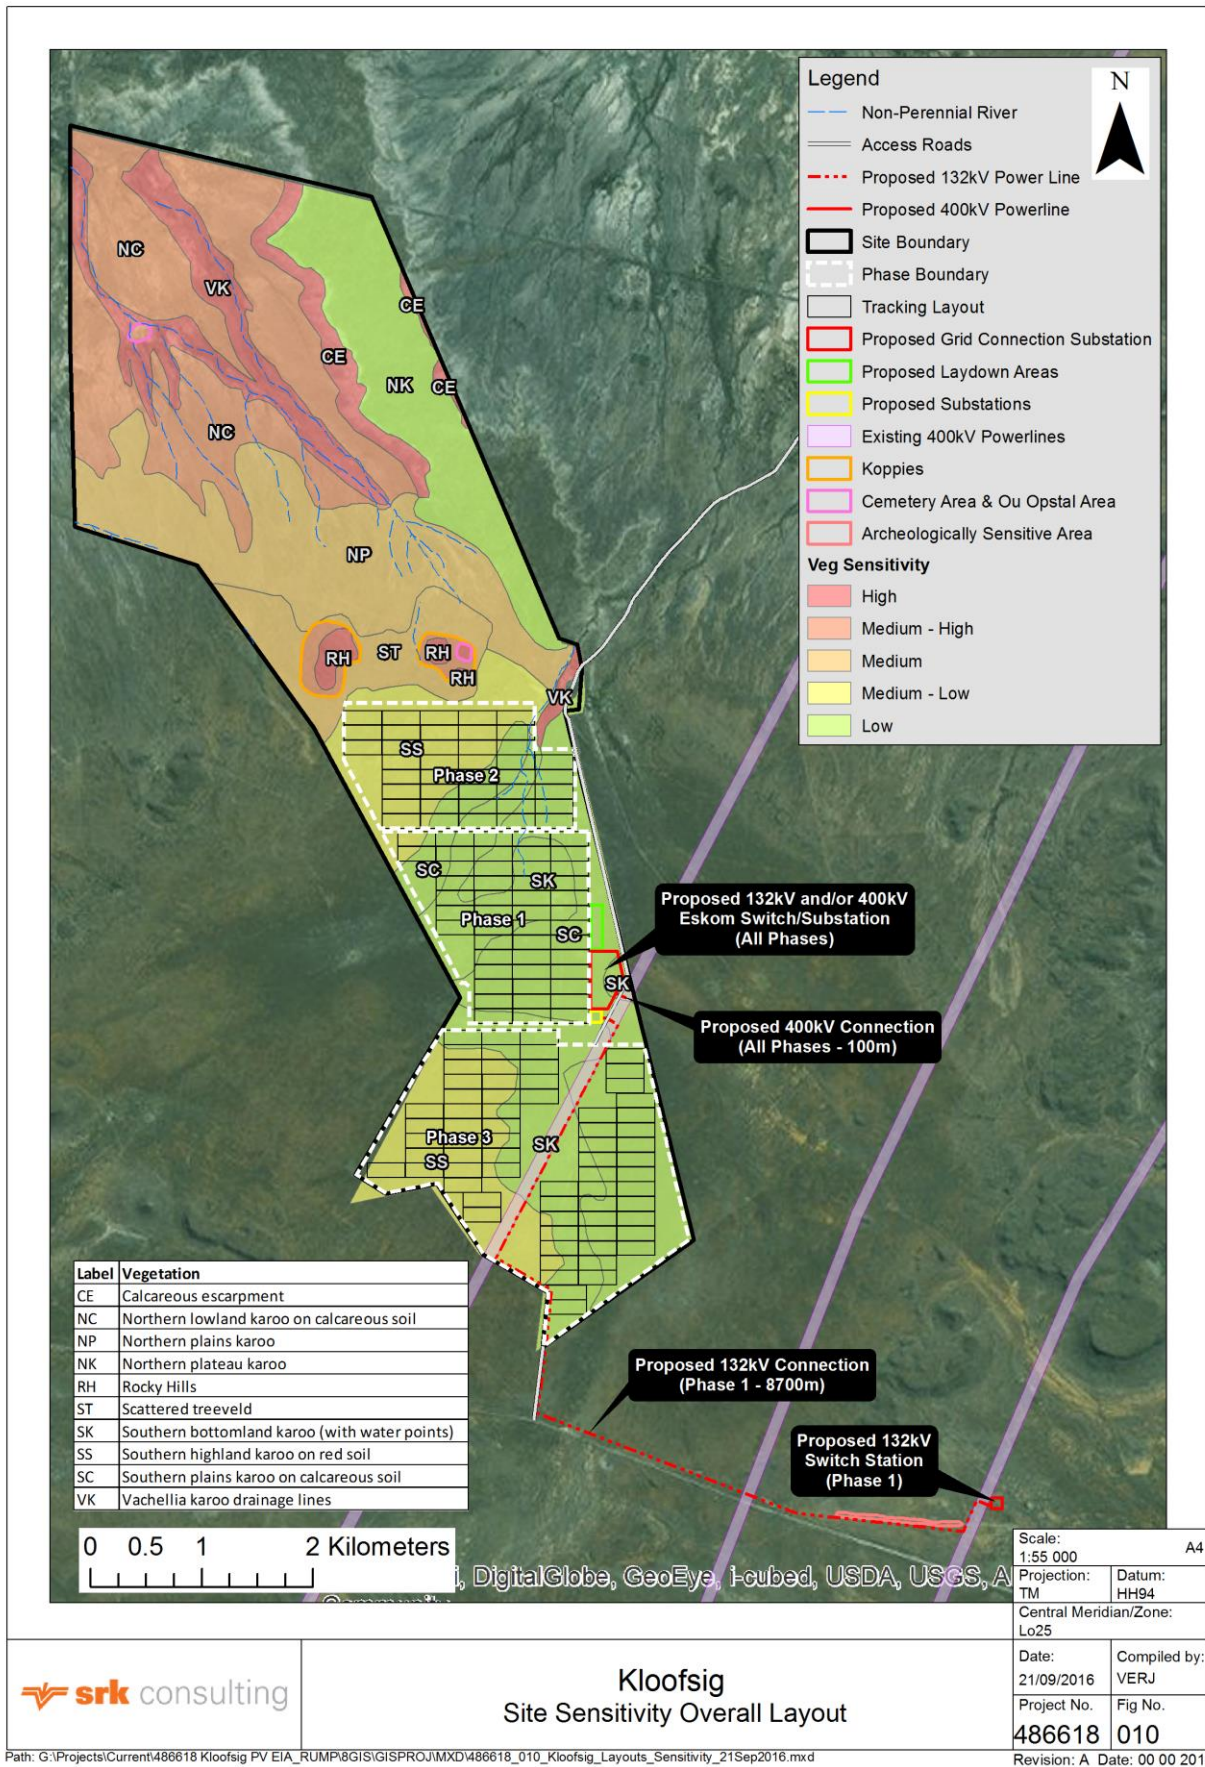 Legend
N
Non-Perennial River
Access Roads
Proposed 132kV Power Line
Proposed 400kV Powerline
Site Boundary
Phase Boundary
Tracking Layout
Proposed Grid Connection Substation
Proposed Laydown Areas
Proposed Substations
Existing 400kV Powerlines
Koppies
Cemetery Area & Ou Opstal Area
Archeologically Sensitive Area
Veg Sensitivity
High
Medium - High
Medium
Medium - Low
Low
NC
VK
CE
CE
NK
CE
NC
NP
RH
ST
RH
RH
VK
SS
Phase 2
SC
SK
Phase 1
SC
Proposed 132kV and/or 400kV
Eskom Switch/Substation
(All Phases)
SK
Proposed 400kV Connection
(All Phases - 100m)
Phase 3
SK
SS
Proposed 132kV Connection
(Phase 1 - 8700m)
Proposed 132kV
Switch Station
(Phase 1)
Label Vegetation
CE Calcareous escarpment
NC Northern lowland karoo on calcareous soil
NP Northern plains karoo
NK Northern plateau karoo
RH Rocky Hills
ST Scattered treeveld
SK Southern bottomland karoo (with water points)
SS Southern highland karoo on red soil
SC Southern plains karoo on calcareous soil
VK Vachellia karoo drainage lines
0 0.5 1 2 Kilometers
DigitalGlobe, GeoEye, i-cubed, USDA, USGS, A
Scale:
1:55 000 A4
Projection: Datum:
TM HH94
Central Meridian/Zone:
Lo25
Date: Compiled by:
21/09/2016 VERJ
Project No. Fig No.
486618 010
srk consulting
Kloofsig
Site Sensitivity Overall Layout
Path: G:\Projects\Current\486618 Kloofsig PV EIA_RUMP\8GIS\GISPROJ\MXD\486618_010_Kloofsig_Layouts_Sensitivity_21Sep2016.mxd
Revision: A Date: 00 00 201